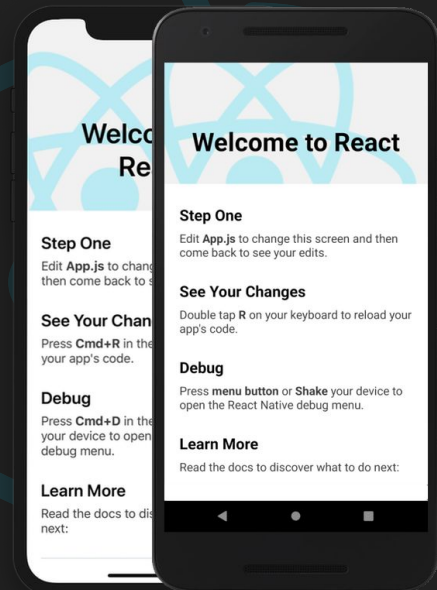 Welco
Re
Step One
Edit App.js to chang
then come back to s
See Your Chan
Press Cmd+R in the
your app's code.
Debug
Press Cmd+D in the
your device to open
debug menu.
Learn More
Read the docs to dis
next:
Welcome to React
Step One
Edit App.js to change this screen and then
come back to see your edits.
See Your Changes
Double tap R on your keyboard to reload your
app's code.
Debug
Press menu button or Shake your device to
open the React Native debug menu.
Learn More
Read the docs to discover what to do next: